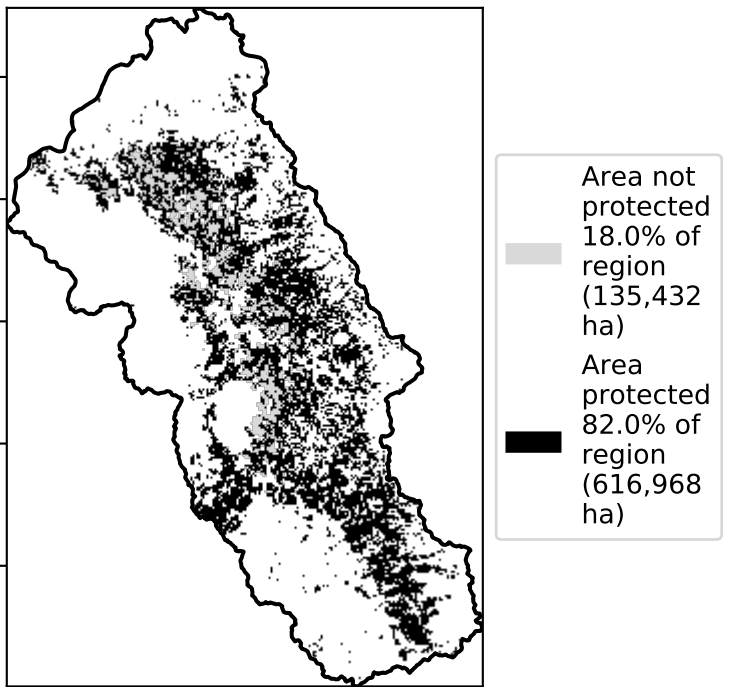 Area not
protected
18.0% of
region
(135,432
ha)
Area
protected
82.0% of
region
(616,968
ha)